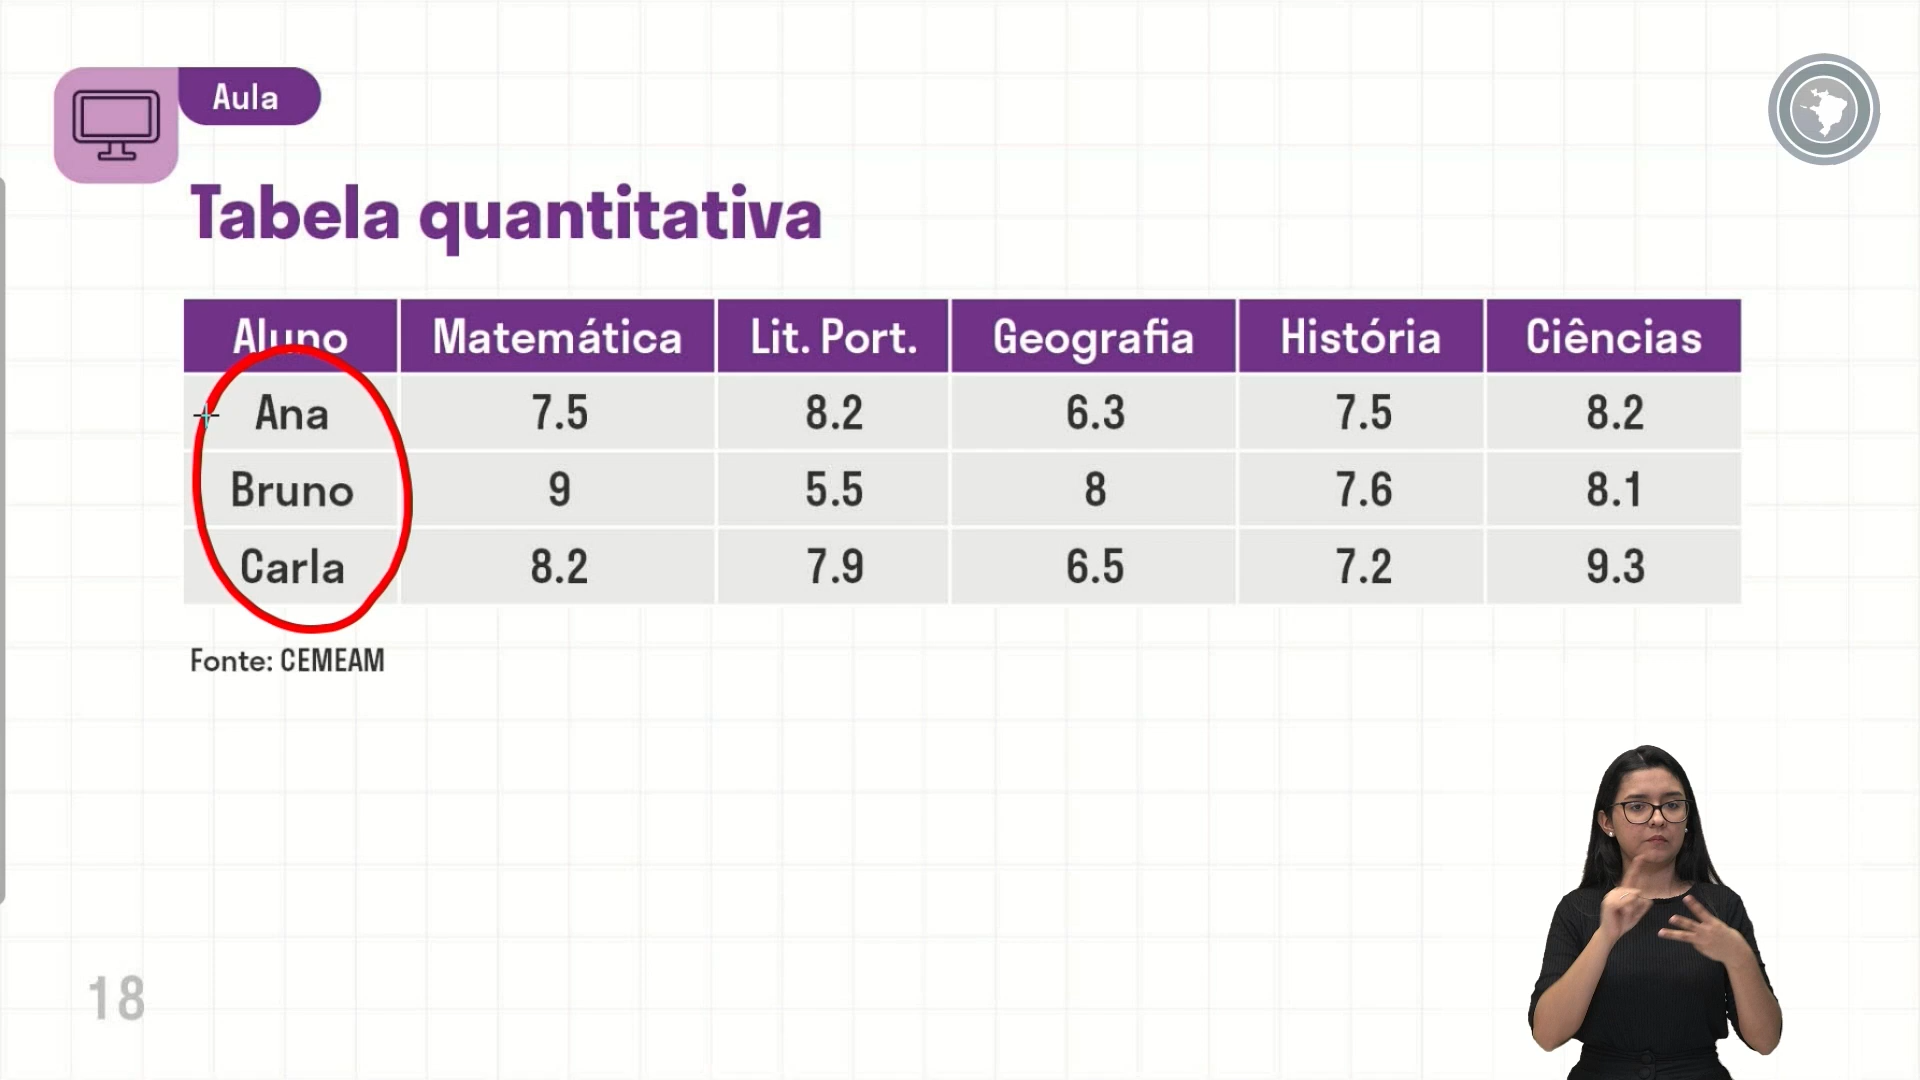 Aula
Tabela quantitativa
Aluno Matemática Lit. Port. Geografia História Ciências
Ana 7.5 8.2 6.3 7.5 8.2
Bruno 9 5.5 8 7.6 8.1
Carla 8.2 7.9 6.5 7.2 9.3
Fonte: CEMEAM
18